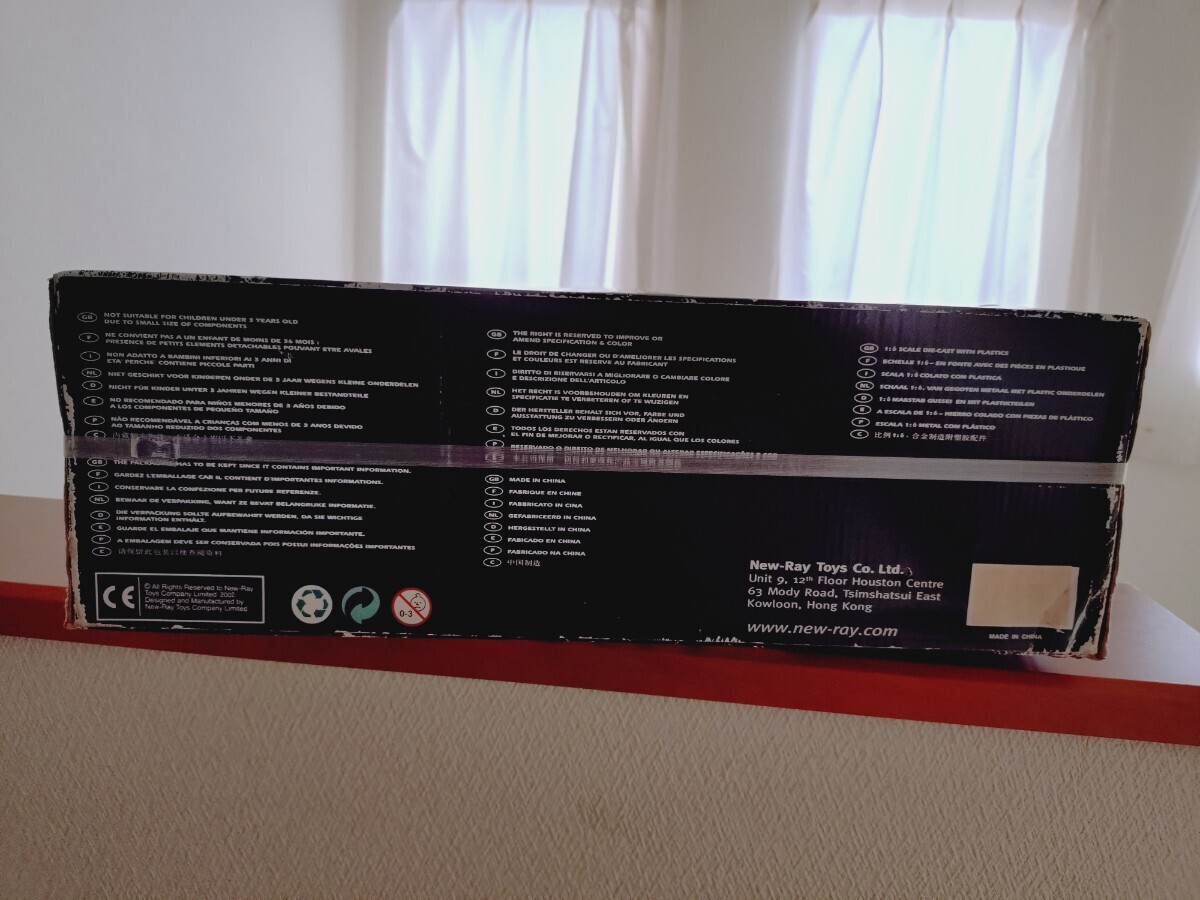 GB NOT SUITABLE FOR CHILDREN UNDER 3 YEARS OLD
DUE TO SMALL SIZE OF COMPONENTS
F NE CONVIENT PAS A UN ENFANT DE MOINS DE 36 MOIS :
PRESENCE DE PETITS ELEMENTS DETACHABLES POUVANT ETRE AVALES
I NON ADATTO A BAMBINI INFERIORI AI 3 ANNI DI
ETA' PERCHE' CONTIENE PICCOLE PARTI
NL NIET GESCHIKT VOOR KINDEREN ONDER DE 3 JAAR WEGENS KLEINE ONDERDELEN
D NICHT FÜR KINDER UNTER 3 JAHREN WEGEN KLEINER BESTANDTEILE
E NO RECOMENDADO PARA NIÑOS MENORES DE 3 AÑOS DEBIDO
A LOS COMPONENTES DE PEQUEÑO TAMAÑO
P NÃO RECOMENDÁVEL A CRIANÇAS COM MENOS DE 3 ANOS DEVIDO
AO TAMANHO REDUZIDO DOS COMPONENTES
C
GB THE PACKAGING HAS TO BE KEPT SINCE IT CONTAINS IMPORTANT INFORMATION.
F GARDEZ L'EMBALLAGE CAR IL CONTIENT D'IMPORTANTES INFORMATIONS.
I CONSERVARE LA CONFEZIONE PER FUTURE REFERENZE.
NL BEWAAR DE VERPAKKING, WANT ZE BEVAT BELANGRIJKE INFORMATIE.
D DIE VERPACKUNG SOLLTE AUFBEWAHRT WERDEN, DA SIE WICHTIGE
INFORMATION ENTHÄLT.
E GUARDE EL EMBALAJE QUE MANTIENE INFORMACIÓN IMPORTANTE.
P A EMBALAGEM DEVE SER CONSERVADA POIS POSSUI INFORMAÇÕES IMPORTANTES
C 请保留此包装以便查阅资料
CE
© All Rights Reserved to New-Ray
Toys Company Limited 2002.
Designed and Manufactured by
New-Ray Toys Company Limited
0-3
GB THE RIGHT IS RESERVED TO IMPROVE OR
AMEND SPECIFICATION & COLOR
F LE DROIT DE CHANGER OU D'AMELIORER LES SPECIFICATIONS
ET COULEURS EST RESERVE AU FABRICANT
I DIRITTO DI RISERVARSI A MIGLIORARE O CAMBIARE COLORE
E DESCRIZIONE DELL'ARTICOLO
NL HET RECHT IS VOORBEHOUDEN OM KLEUREN EN
SPECIFICATIE TE VERBETEREN OF TE WIJZIGEN
D DER HERSTELLER BEHÄLT SICH VOR, FARBE UND
AUSSTATTUNG ZU VERBESSERN ODER ÄNDERN
E TODOS LOS DERECHOS ESTAN RESERVADOS CON
EL FIN DE MEJORAR O RECTIFICAR, AL IGUAL QUE LOS COLORES
P RESERVADO O DIREITO DE MELHORAR OU ALTERAR ESPECIFICAÇÕES E COR
GB MADE IN CHINA
F FABRIQUE EN CHINE
I FABBRICATO IN CINA
NL GEFABRICEERD IN CHINA
D HERGESTELLT IN CHINA
E FABICADO EN CHINA
P FABRICADO NA CHINA
C 中国制造
GB 1:6 SCALE DIE-CAST WITH PLASTICS
F ECHELLE 1:6 - EN FONTE AVEC DES PIÈCES EN PLASTIQUE
I SCALA 1:6 COLATO CON PLASTICA
NL SCHAAL 1:6. VAN GEGOTEN METAAL MET PLASTIC ONDERDELEN
D 1:6 MAßSTAB GUSSEI EN MIT PLASTIKTEILEN
E A ESCALA DE 1:6 - HIERRO COLADO CON PIEZAS DE PLÁSTICO
P ESCALA 1:6 METAL COM PLÁSTICO
C 比例 1:6 - 合金制造附塑胶配件
New-Ray Toys Co. Ltd.
Unit 9, 12th Floor Houston Centre
63 Mody Road, Tsimshatsui East
Kowloon, Hong Kong
www.new-ray.com
MADE IN CHINA